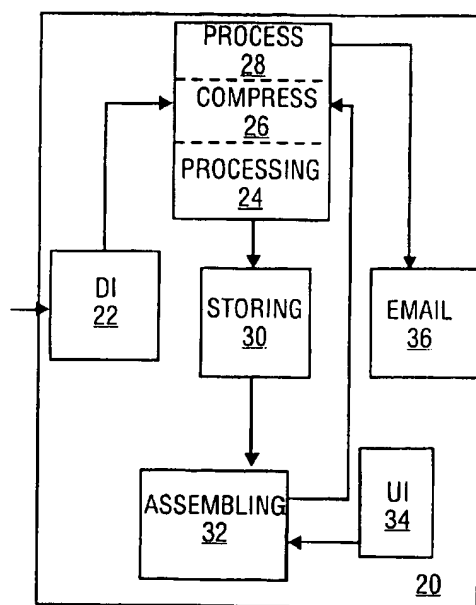 PROCESS
28
COMPRESS
26
PROCESSING
24
DI
22
STORING
30
EMAIL
36
ASSEMBLING
32
UI
34
20